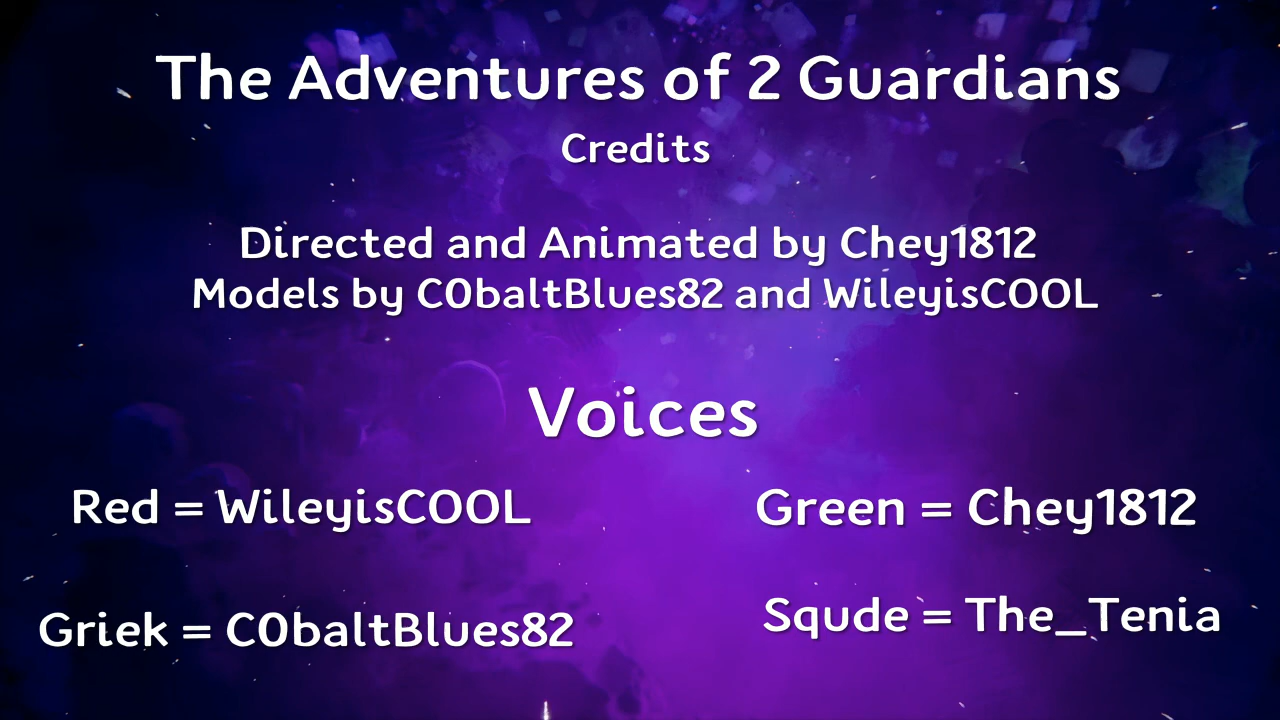 The Adventures of 2 Guardians
Credits
Directed and Animated by Chey1812
Models by C0baltBlues82 and WileyisCOOL
Voices
Red = WileyisCOOL
Green = Chey1812
Griek = C0baltBlues82
Squde = The_Tenia